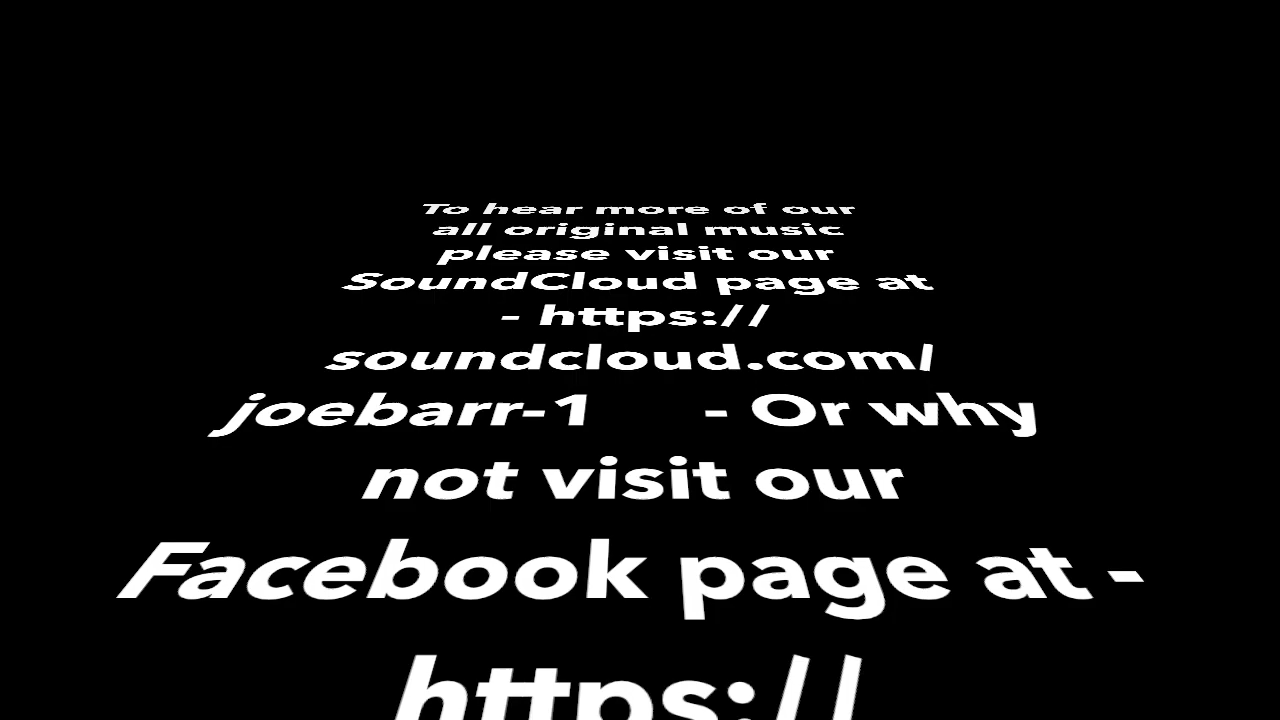 To hear more of our
all original music
please visit our
SoundCloud page at
- https://
soundcloud.com/
joebarr-1 - Or why
not visit our
Facebook page at -
https://